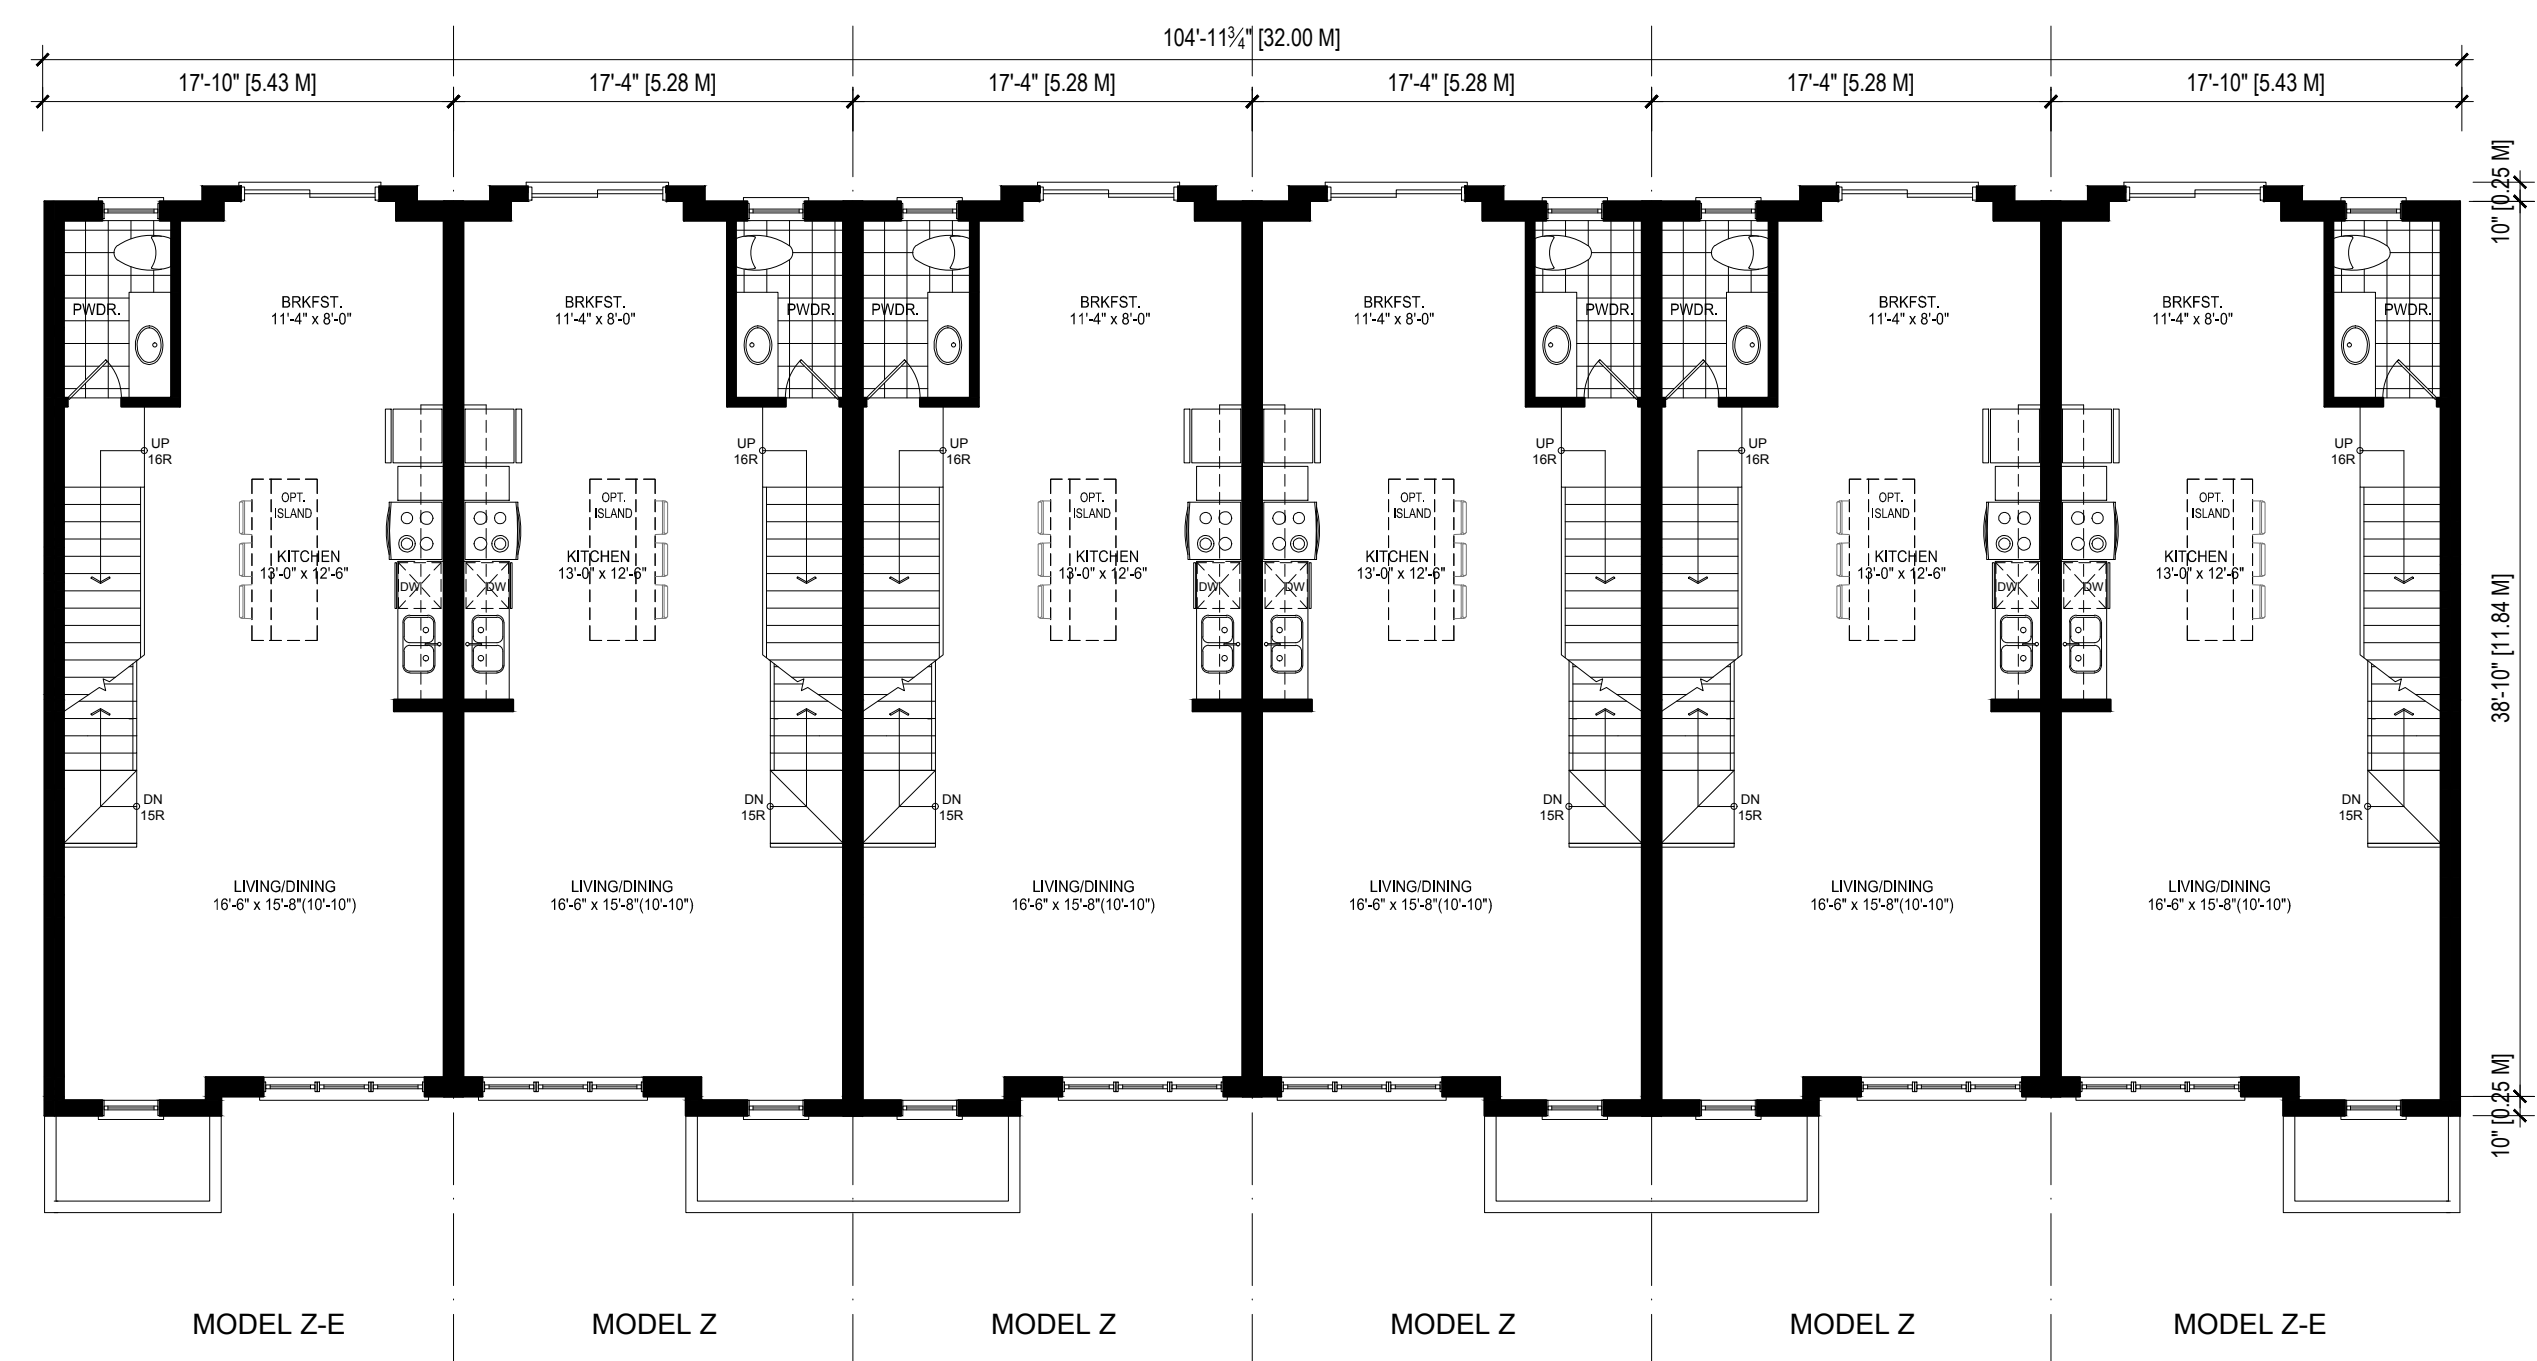 104'-11¾" [32.00 M]
17'-10" [5.43 M] 17'-4" [5.28 M] 17'-4" [5.28 M] 17'-4" [5.28 M] 17'-4" [5.28 M] 17'-10" [5.43 M]
10" [0.25 M]
BRKFST. BRKFST. BRKFST. BRKFST. BRKFST. BRKFST.
11'-4" x 8'-0" 11'-4" x 8'-0" 11'-4" x 8'-0" 11'-4" x 8'-0" 11'-4" x 8'-0" 11'-4" x 8'-0"
PWDR. PWDR. PWDR. PWDR. PWDR. PWDR.
UP UP UP UP UP UP
16R 16R 16R 16R 16R 16R
OPT. OPT. OPT. OPT. OPT. OPT.
ISLAND ISLAND ISLAND ISLAND ISLAND ISLAND
KITCHEN KITCHEN KITCHEN KITCHEN KITCHEN KITCHEN
13'-0" x 12'-6" 13'-0" x 12'-6" 13'-0" x 12'-6" 13'-0" x 12'-6" 13'-0" x 12'-6" 13'-0" x 12'-6"
DW DW DW DW DW DW
38'-10" [11.84 M]
DN DN DN DN DN DN
15R 15R 15R 15R 15R 15R
LIVING/DINING LIVING/DINING LIVING/DINING LIVING/DINING LIVING/DINING LIVING/DINING
16'-6" x 15'-8"(10'-10") 16'-6" x 15'-8"(10'-10") 16'-6" x 15'-8"(10'-10") 16'-6" x 15'-8"(10'-10") 16'-6" x 15'-8"(10'-10") 16'-6" x 15'-8"(10'-10")
10" [0.25 M]
MODEL Z-E MODEL Z MODEL Z MODEL Z MODEL Z MODEL Z-E